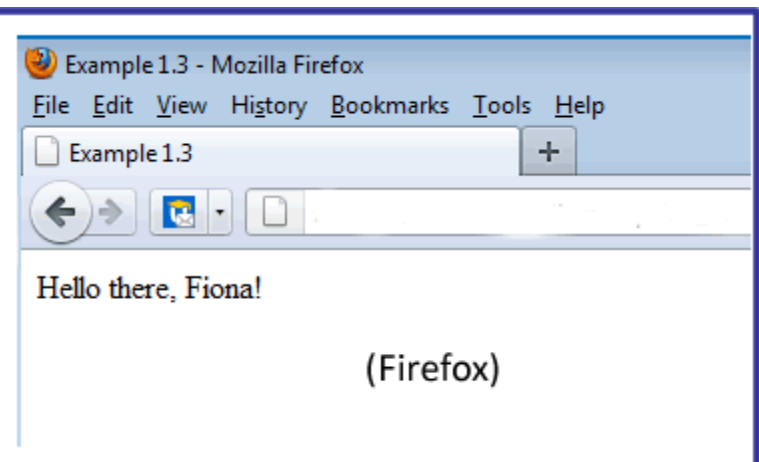 Example 1.3 - Mozilla Firefox
File Edit View History Bookmarks Tools Help
Example 1.3
Hello there, Fiona!
(Firefox)